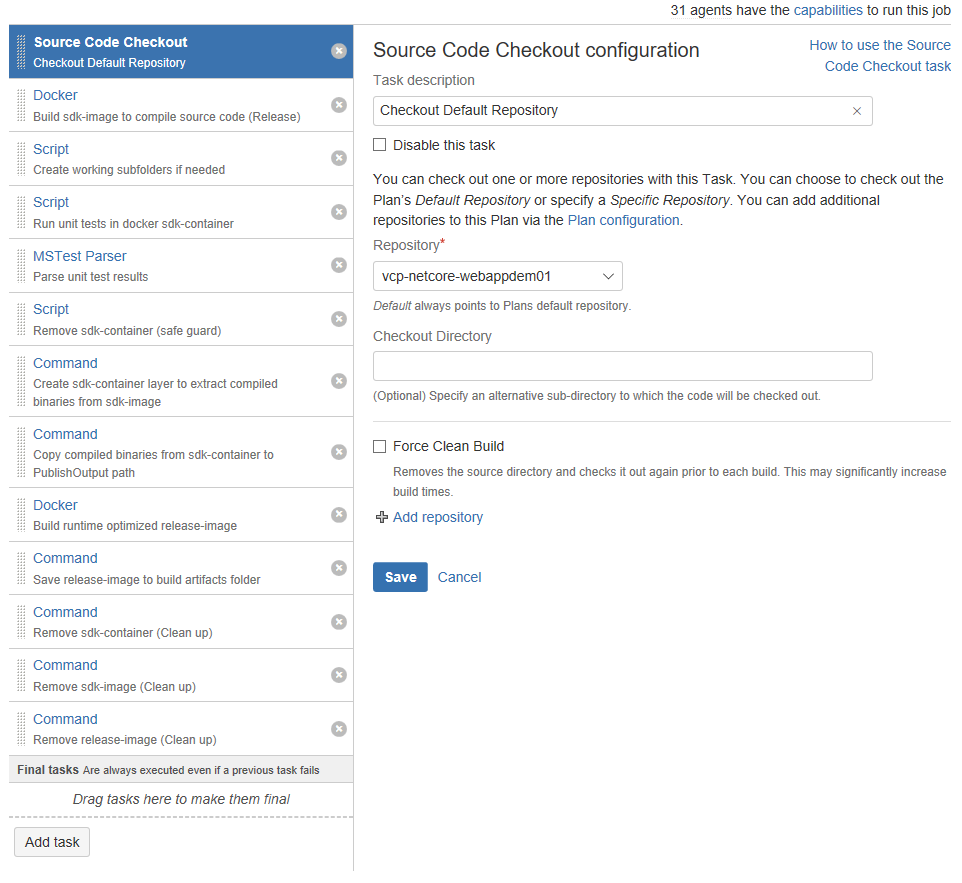 31 agents have the capabilities to run this job
Source Code Checkout
Checkout Default Repository
Docker
Build sdk-image to compile source code (Release)
Script
Create working subfolders if needed
Script
Run unit tests in docker sdk-container
MSTest Parser
Parse unit test results
Script
Remove sdk-container (safe guard)
Command
Create sdk-container layer to extract compiled
binaries from sdk-image
Command
Copy compiled binaries from sdk-container to
PublishOutput path
Docker
Build runtime optimized release-image
Command
Save release-image to build artifacts folder
Command
Remove sdk-container (Clean up)
Command
Remove sdk-image (Clean up)
Command
Remove release-image (Clean up)
Final tasks Are always executed even if a previous task fails
Drag tasks here to make them final
Add task
Source Code Checkout configuration
How to use the Source
Code Checkout task
Task description
Checkout Default Repository
Disable this task
You can check out one or more repositories with this Task. You can choose to check out the
Plan's Default Repository or specify a Specific Repository. You can add additional
repositories to this Plan via the Plan configuration.
Repository*
vcp-netcore-webappdem01
Default always points to Plans default repository.
Checkout Directory
(Optional) Specify an alternative sub-directory to which the code will be checked out.
Force Clean Build
Removes the source directory and checks it out again prior to each build. This may significantly increase
build times.
Add repository
Save Cancel